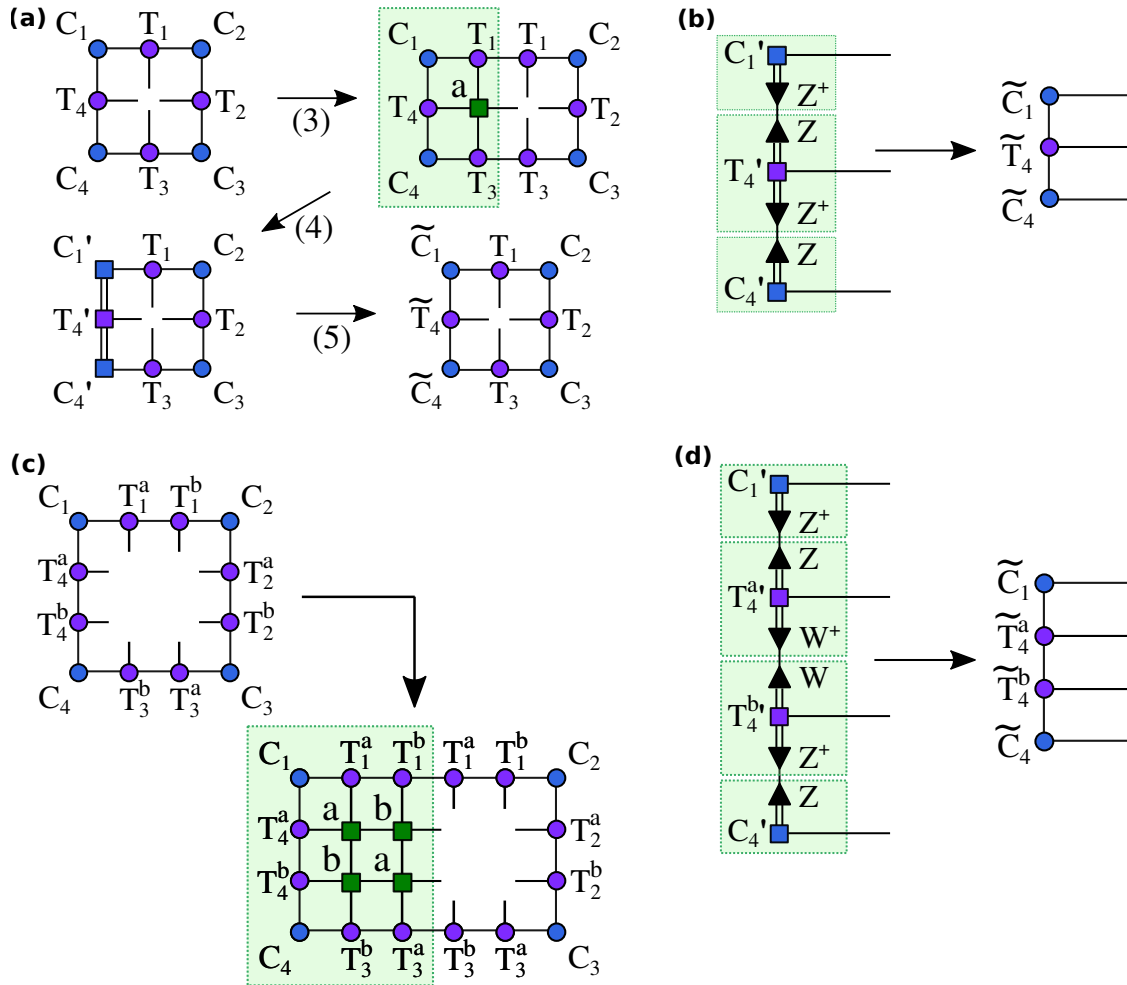 (a)
C₁ T₁ C₂
T₄ T₂
C₄ T₃ C₃
(3)
C₁ T₁ T₁ C₂
a
T₄ T₂
C₄ T₃ T₃ C₃
(4)
C₁' T₁ C₂
T₄' T₂
C₄' T₃ C₃
(5)
C̃₁ T₁ C₂
T̃₄ T₂
C̃₄ T₃ C₃
(b)
C₁'
Z⁺
Z
T₄'
Z⁺
Z
C₄'
C̃₁
T̃₄
C̃₄
(c)
C₁ T₁ᵃ T₁ᵇ C₂
T₄ᵃ T₂ᵃ
T₄ᵇ T₂ᵇ
C₄ T₃ᵇ T₃ᵃ C₃
C₁ T₁ᵃ T₁ᵇ T₁ᵃ T₁ᵇ C₂
a b
T₄ᵃ T₂ᵃ
b a
T₄ᵇ T₂ᵇ
C₄ T₃ᵇ T₃ᵃ T₃ᵇ T₃ᵃ C₃
(d)
C₁'
Z⁺
Z
T₄ᵃ'
W⁺
W
T₄ᵇ'
Z⁺
Z
C₄'
C̃₁
T̃₄ᵃ
T̃₄ᵇ
C̃₄